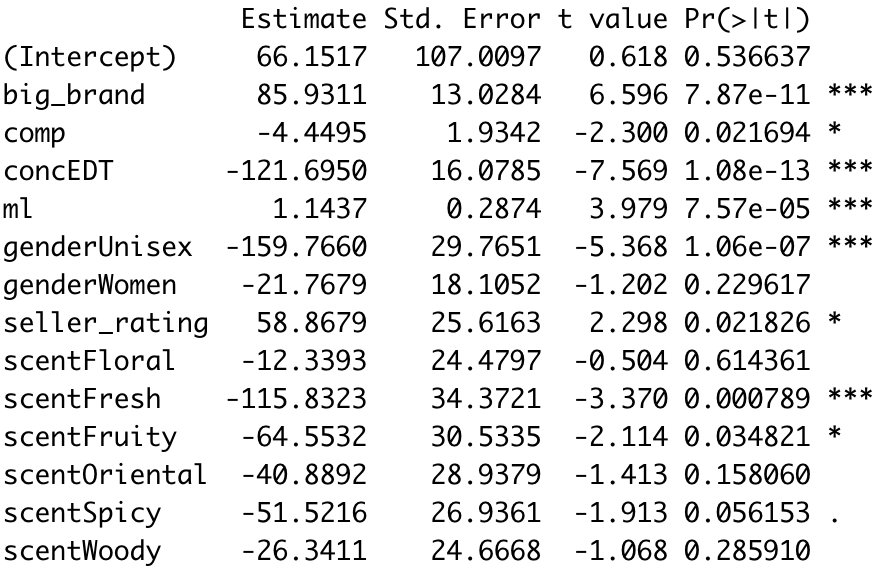 Estimate Std. Error t value Pr(>|t|)
(Intercept) 66.1517 107.0097 0.618 0.536637
big_brand 85.9311 13.0284 6.596 7.87e-11 ***
comp -4.4495 1.9342 -2.300 0.021694 *
concEDT -121.6950 16.0785 -7.569 1.08e-13 ***
ml 1.1437 0.2874 3.979 7.57e-05 ***
genderUnisex -159.7660 29.7651 -5.368 1.06e-07 ***
genderWomen -21.7679 18.1052 -1.202 0.229617
seller_rating 58.8679 25.6163 2.298 0.021826 *
scentFloral -12.3393 24.4797 -0.504 0.614361
scentFresh -115.8323 34.3721 -3.370 0.000789 ***
scentFruity -64.5532 30.5335 -2.114 0.034821 *
scentOriental -40.8892 28.9379 -1.413 0.158060
scentSpicy -51.5216 26.9361 -1.913 0.056153 .
scentWoody -26.3411 24.6668 -1.068 0.285910